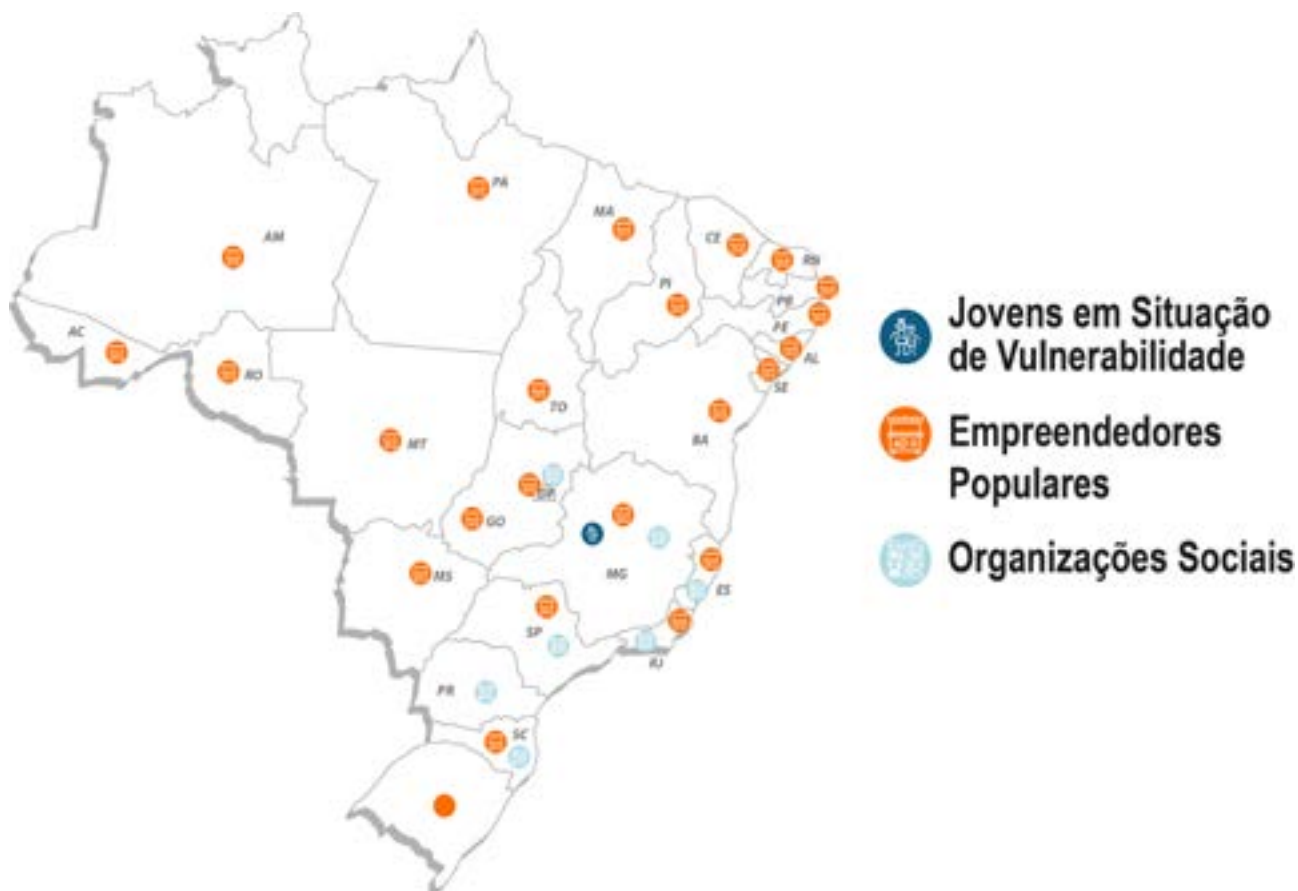 PA
MA
CE
RN
AM
PI
PB
PE
AC
AL
RO
SE
TO
BA
MT
DF
GO
MS
MG
ES
SP
RJ
PR
SC
Jovens em Situação
de Vulnerabilidade
Empreendedores
Populares
Organizações Sociais